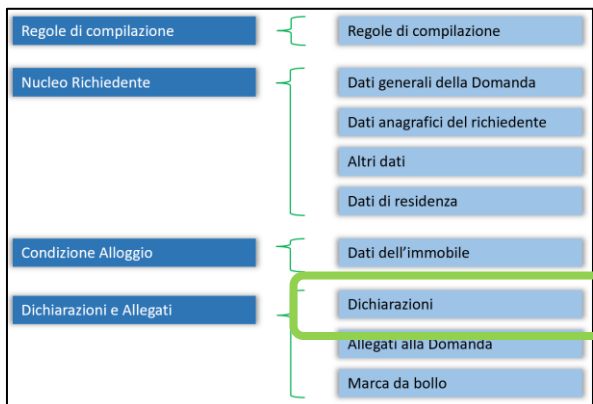 Regole di compilazione
Regole di compilazione
Nucleo Richiedente
Dati generali della Domanda
Dati anagrafici del richiedente
Altri dati
Dati di residenza
Condizione Alloggio
Dati dell'immobile
Dichiarazioni e Allegati
Dichiarazioni
Allegati alla Domanda
Marca da bollo